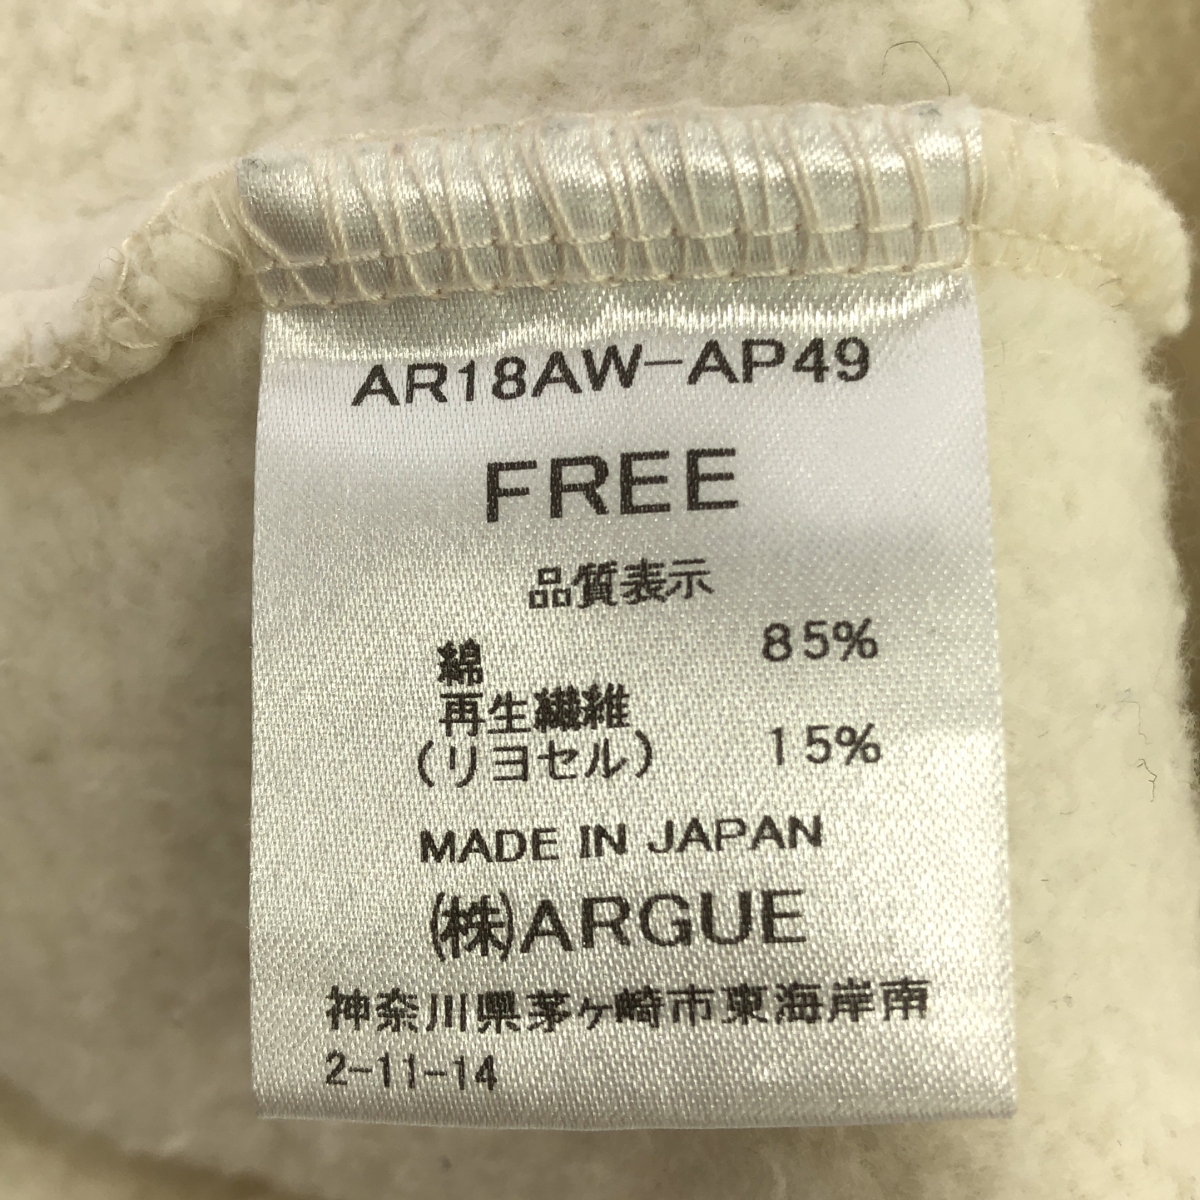 AR18AW-AP49
FREE
品質表示
綿 85%
再生繊維
(リヨセル) 15%
MADE IN JAPAN
(株)ARGUE
神奈川県茅ヶ崎市東海岸南
2-11-14